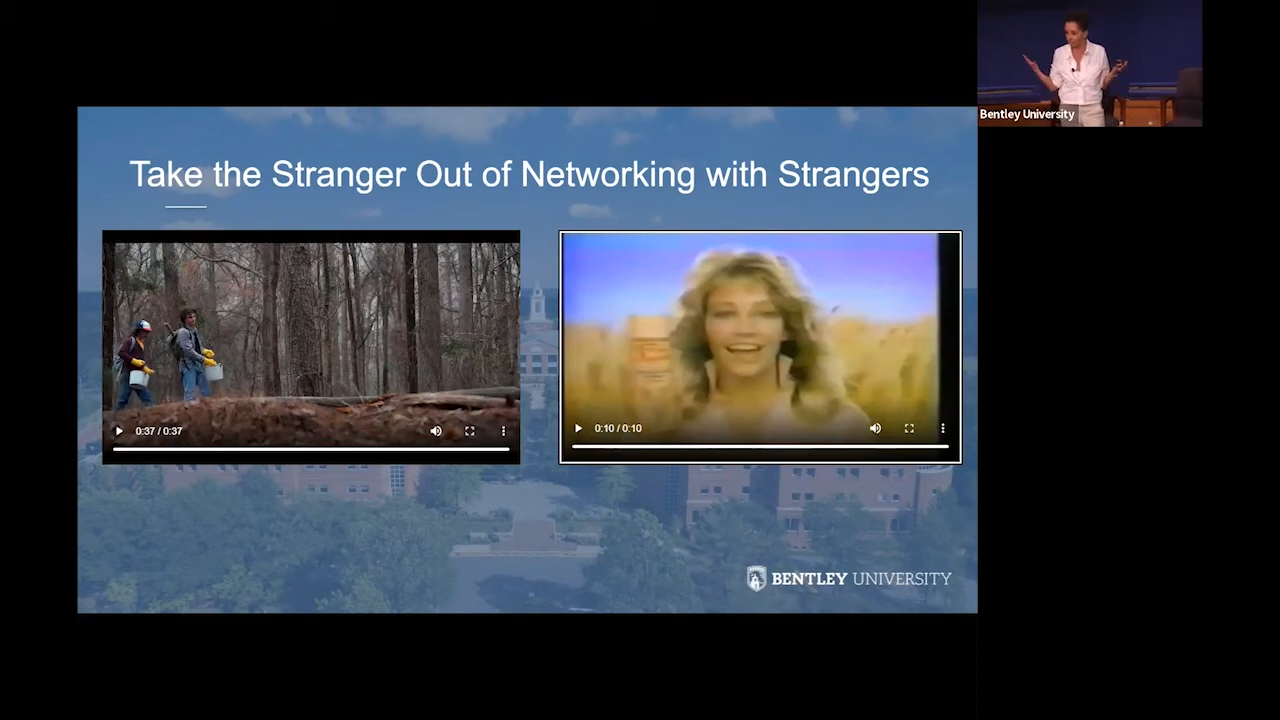 Bentley University
Take the Stranger Out of Networking with Strangers
0:37 / 0:37
0:10 / 0:10
BENTLEY UNIVERSITY